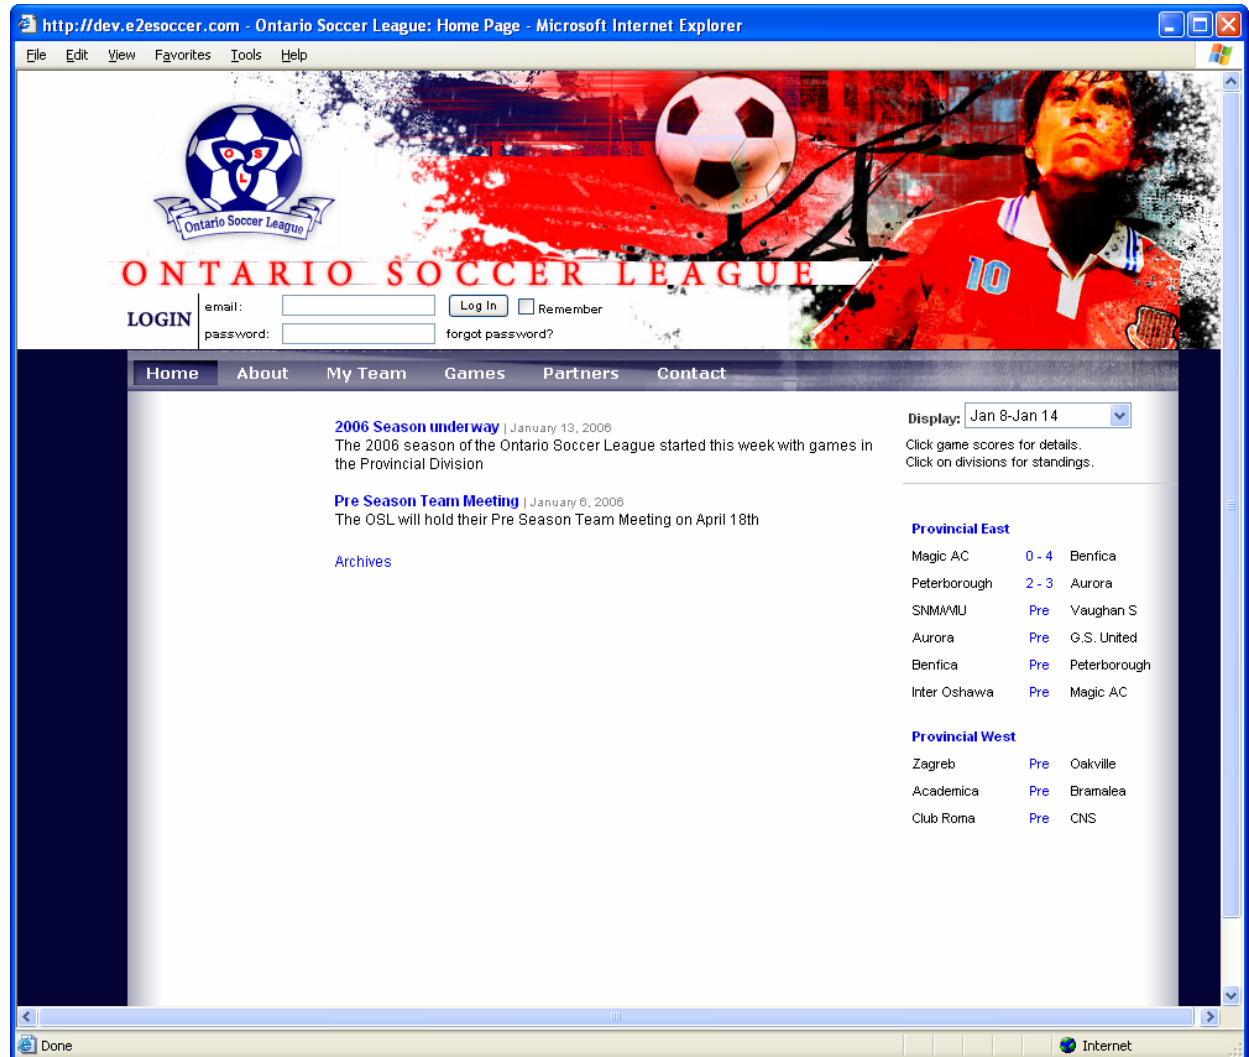 http://dev.e2esoccer.com - Ontario Soccer League: Home Page - Microsoft Internet Explorer
File Edit View Favorites Tools Help
O S
L
Ontario Soccer League
ONTARIO SOCCER LEAGUE
10
LOGIN
email:
Log In
Remember
password:
forgot password?
Home About My Team Games Partners Contact
2006 Season underway | January 13, 2006
The 2006 season of the Ontario Soccer League started this week with games in
the Provincial Division
Pre Season Team Meeting | January 6, 2006
The OSL will hold their Pre Season Team Meeting on April 18th
Archives
Display: Jan 8-Jan 14
Click game scores for details.
Click on divisions for standings.
Provincial East
Magic AC 0 - 4 Benfica
Peterborough 2 - 3 Aurora
Pre Vaughan S
Aurora Pre G.S. United
Benfica Pre Peterborough
Inter Oshawa Pre Magic AC
Provincial West
Zagreb Pre Oakville
Academica Pre Bramalea
Club Roma Pre CNS
Done
Internet